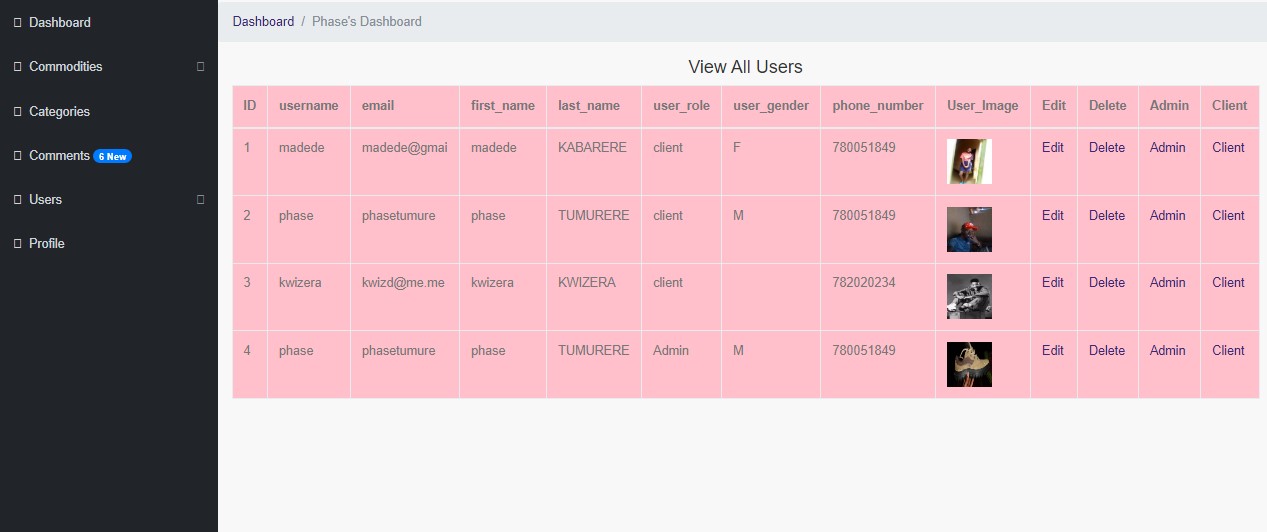 Dashboard
Commodities
Categories
Comments 6 New
Users
Profile
Dashboard / Phase's Dashboard
View All Users
ID username email first_name last_name user_role user_gender phone_number User_Image Edit Delete Admin Client
1 madede madede@gmai madede KABARERE client F 780051849 Edit Delete Admin Client
2 phase phasetumure phase TUMURERE client M 780051849 Edit Delete Admin Client
3 kwizera kwizd@me.me kwizera KWIZERA client 782020234 Edit Delete Admin Client
4 phase phasetumure phase TUMURERE Admin M 780051849 Edit Delete Admin Client